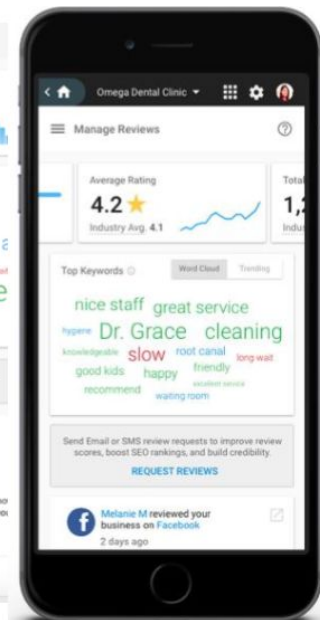 Omega Dental Clinic
Manage Reviews
Average Rating
4.2
Industry Avg. 4.1
Total
1,
Top Keywords
Word Cloud
Trending
nice staff great service
hygene Dr. Grace cleaning
knowledgeable slow root canal long wait
good kids happy friendly
recommend excellent service
waiting room
Send Email or SMS review requests to improve review
scores, boost SEO rankings, and build credibility.
REQUEST REVIEWS
Melanie M reviewed your
business on Facebook
2 days ago